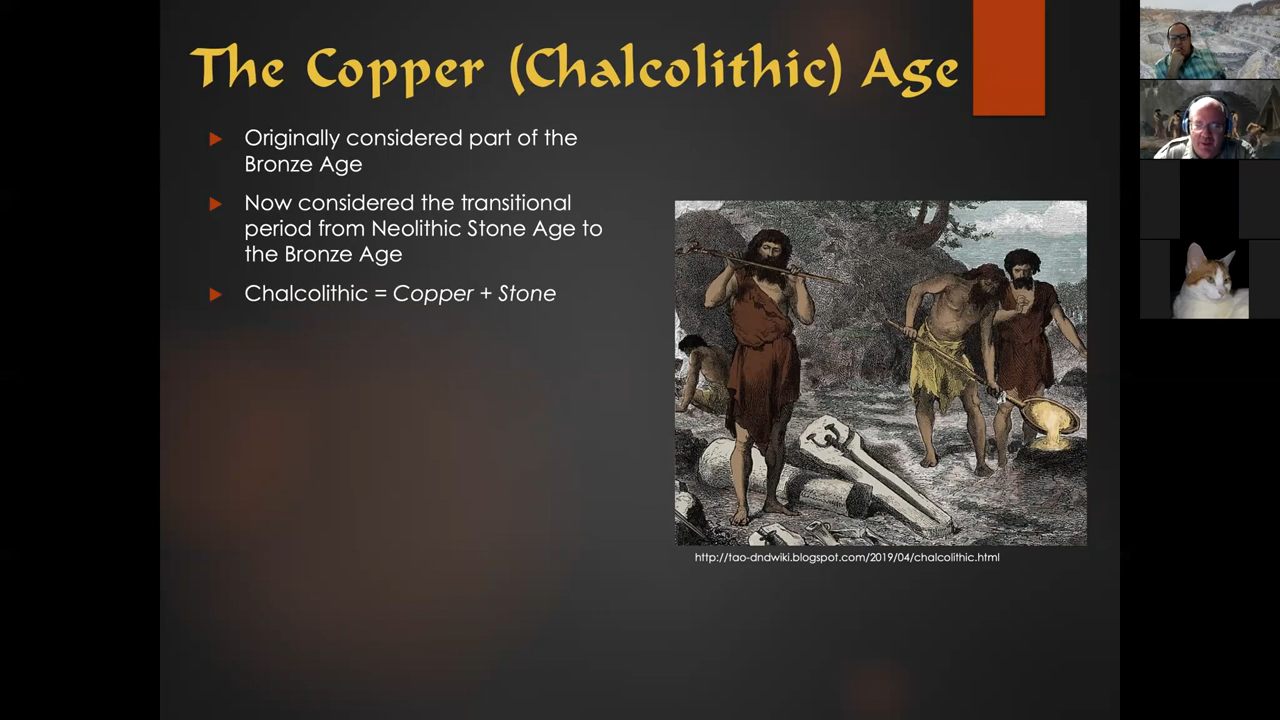 The Copper (Chalcolithic) Age
Originally considered part of the
Bronze Age
Now considered the transitional
period from Neolithic Stone Age to
the Bronze Age
Chalcolithic = Copper + Stone
http://tao-dndwiki.blogspot.com/2019/04/chalcolithic.html